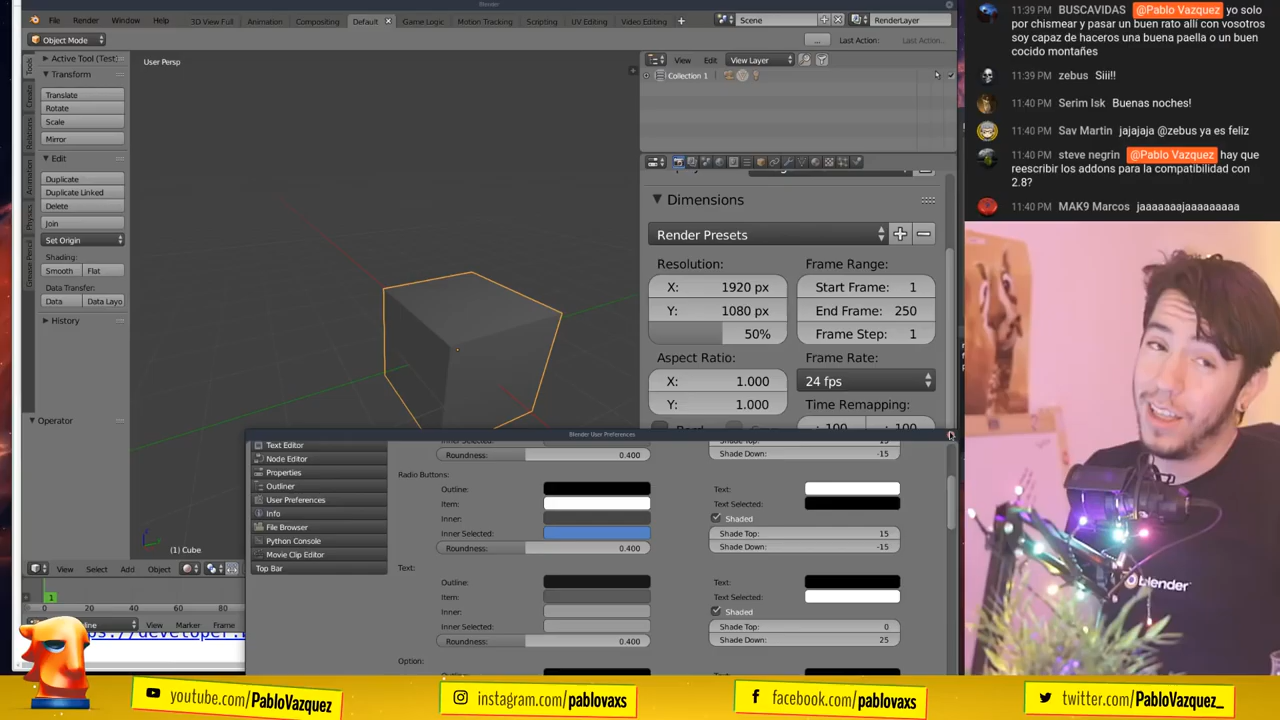 Blender
File
Render
Window
Help
3D View Full
Animation
Compositing
Default
Game Logic
Motion Tracking
Scripting
UV Editing
Video Editing
Scene
RenderLayer
Object Mode
...
Last Action:
Last Action..
Tools
Create
Relations
Animation
Physics
Grease Pencil
Active Tool (Test)
Transform
Translate
Rotate
Scale
Mirror
Edit
Duplicate
Duplicate Linked
Delete
Join
Set Origin
Shading:
Smooth
Flat
Data Transfer:
Data
Data Layo
History
Operator
User Persp
(1) Cube
View
Select
Add
Object
1
0
20
40
60
80
100
120
View
Marker
Frame
View
Edit
View Layer
Collection 1
Dimensions
Render Presets
Resolution:
Frame Range:
X: 1920 px
Start Frame: 1
Y: 1080 px
End Frame: 250
50%
Frame Step: 1
Aspect Ratio:
Frame Rate:
X: 1.000
24 fps
Y: 1.000
Time Remapping:
Blender User Preferences
Text Editor
Node Editor
Properties
Outliner
User Preferences
Info
File Browser
Python Console
Movie Clip Editor
Top Bar
Roundness: 0.400
Shade Down: -15
Radio Buttons:
Outline:
Text:
Item:
Text Selected:
Inner:
Shaded
Inner Selected:
Shade Top: 15
Roundness: 0.400
Shade Down: -15
Text:
Outline:
Text:
Item:
Text Selected:
Inner:
Shaded
Inner Selected:
Shade Top: 0
Roundness: 0.400
Shade Down: 25
Option:
11:39 PM BUSCAVIDAS @Pablo Vazquez yo solo
por chismear y pasar un buen rato alli con vosotros
soy capaz de haceros una buena paella o un buen
cocido montañes
11:39 PM zebus Siii!!
11:40 PM Serim Isk Buenas noches!
11:40 PM Sav Martin jajajaja @zebus ya es feliz
11:40 PM steve negrin @Pablo Vazquez hay que
reescribir los addons para la compatibilidad con
2.8?
11:40 PM MAK9 Marcos jaaaaaaajaaaaaaaaa
blender
youtube.com/PabloVazquez
instagram.com/pablovaxs
facebook.com/pablovaxs
twitter.com/PabloVazquez_